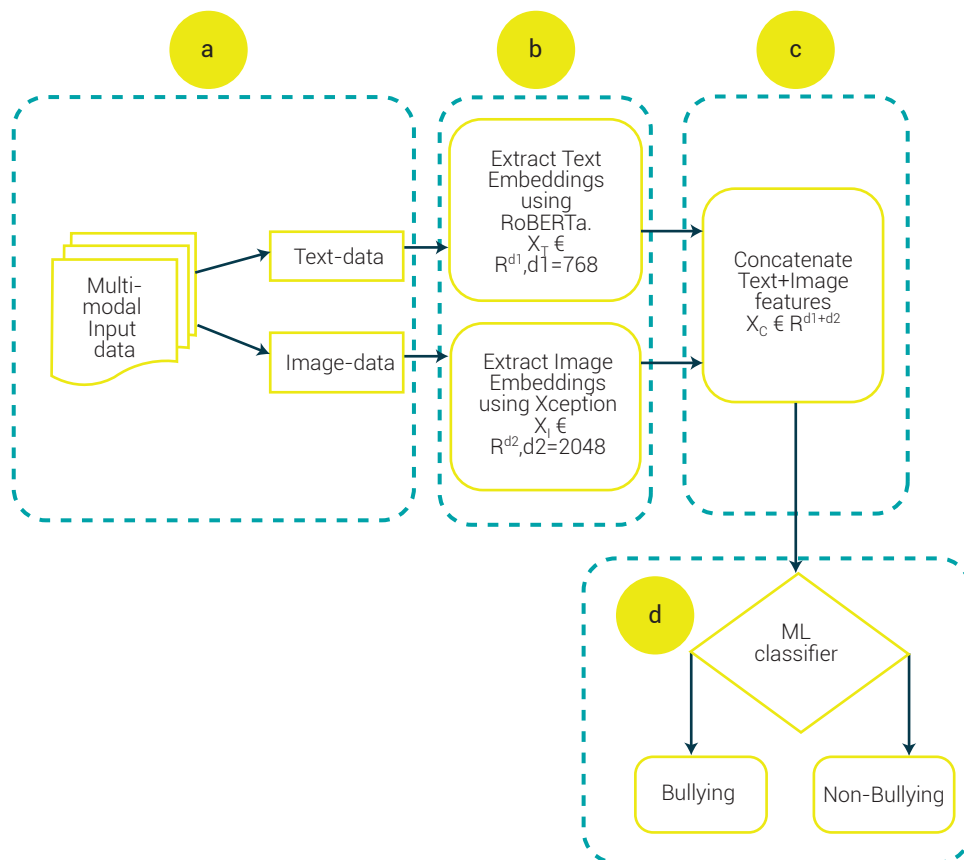 a
b
c
Multi-
modal
Input
data
Text-data
Image-data
Extract Text
Embeddings
using
RoBERTa.
X_T €
R^d1,d1=768
Extract Image
Embeddings
using Xception
X_I €
R^d2,d2=2048
Concatenate
Text+Image
features
X_C € R^d1+d2
d
ML
classifier
Bullying
Non-Bullying